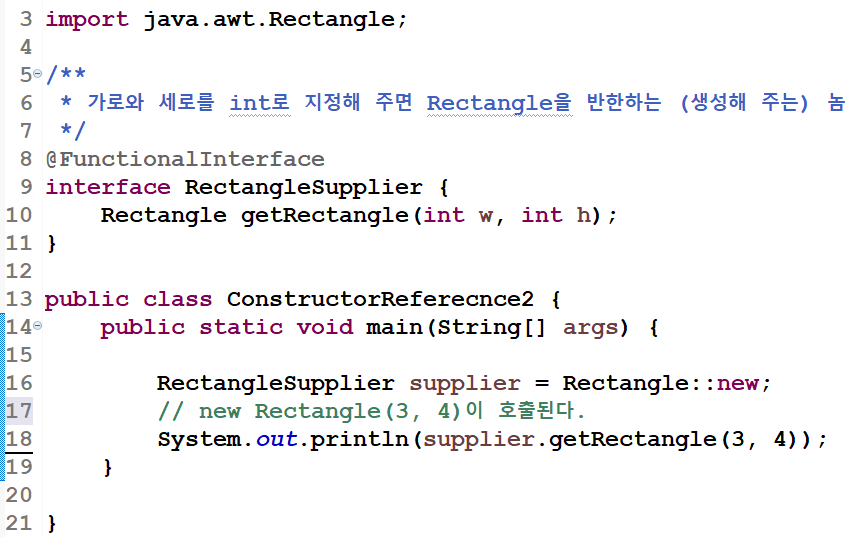 3 import java.awt.Rectangle;
4
5 /**
6  * 가로와 세로를 int로 지정해 주면 Rectangle을 반한하는 (생성해 주는) 놈
7  */
8 @FunctionalInterface
9 interface RectangleSupplier {
10     Rectangle getRectangle(int w, int h);
11 }
12
13 public class ConstructorReferecnce2 {
14     public static void main(String[] args) {
15
16         RectangleSupplier supplier = Rectangle::new;
17         // new Rectangle(3, 4)이 호출된다.
18         System.out.println(supplier.getRectangle(3, 4));
19     }
20
21 }